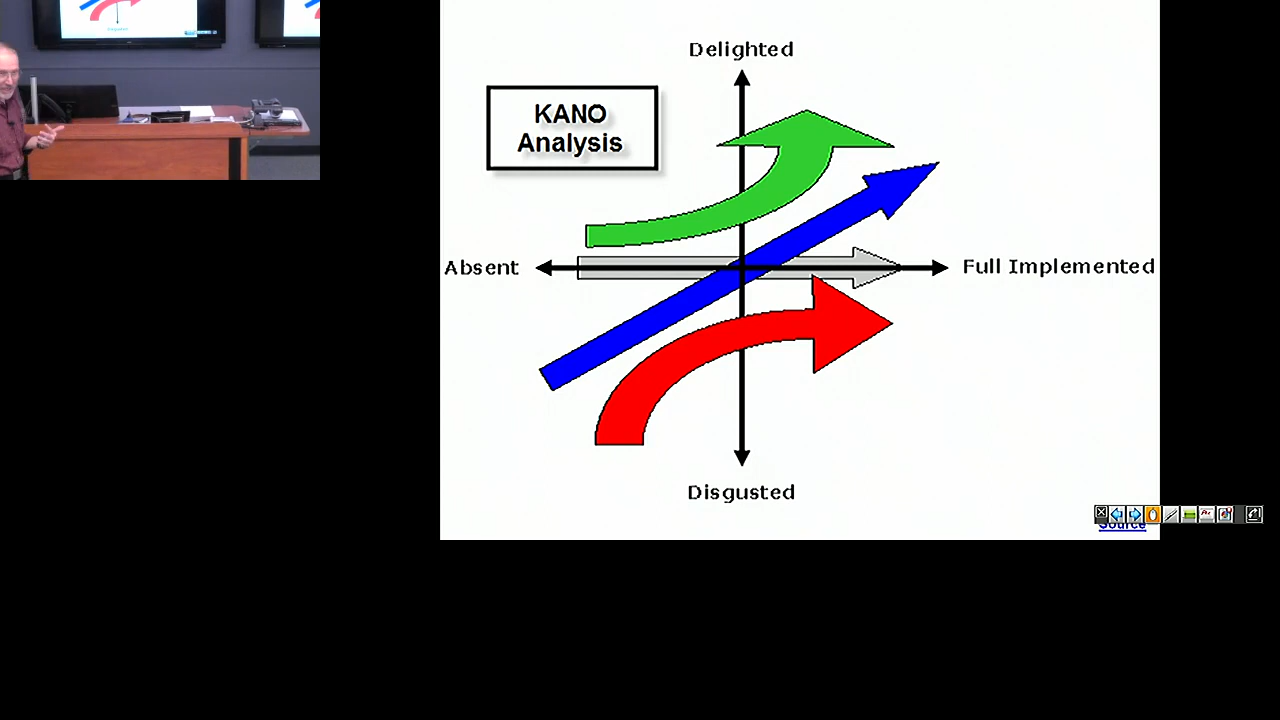 Delighted
KANO
Analysis
Absent
Full Implemented
Disgusted
Source